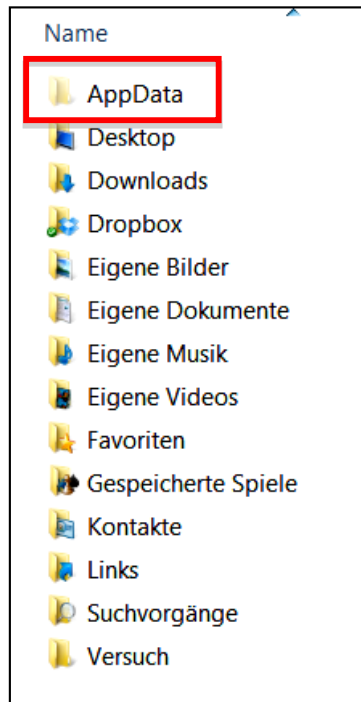 Name
AppData
Desktop
Downloads
Dropbox
Eigene Bilder
Eigene Dokumente
Eigene Musik
Eigene Videos
Favoriten
Gespeicherte Spiele
Kontakte
Links
Suchvorgänge
Versuch